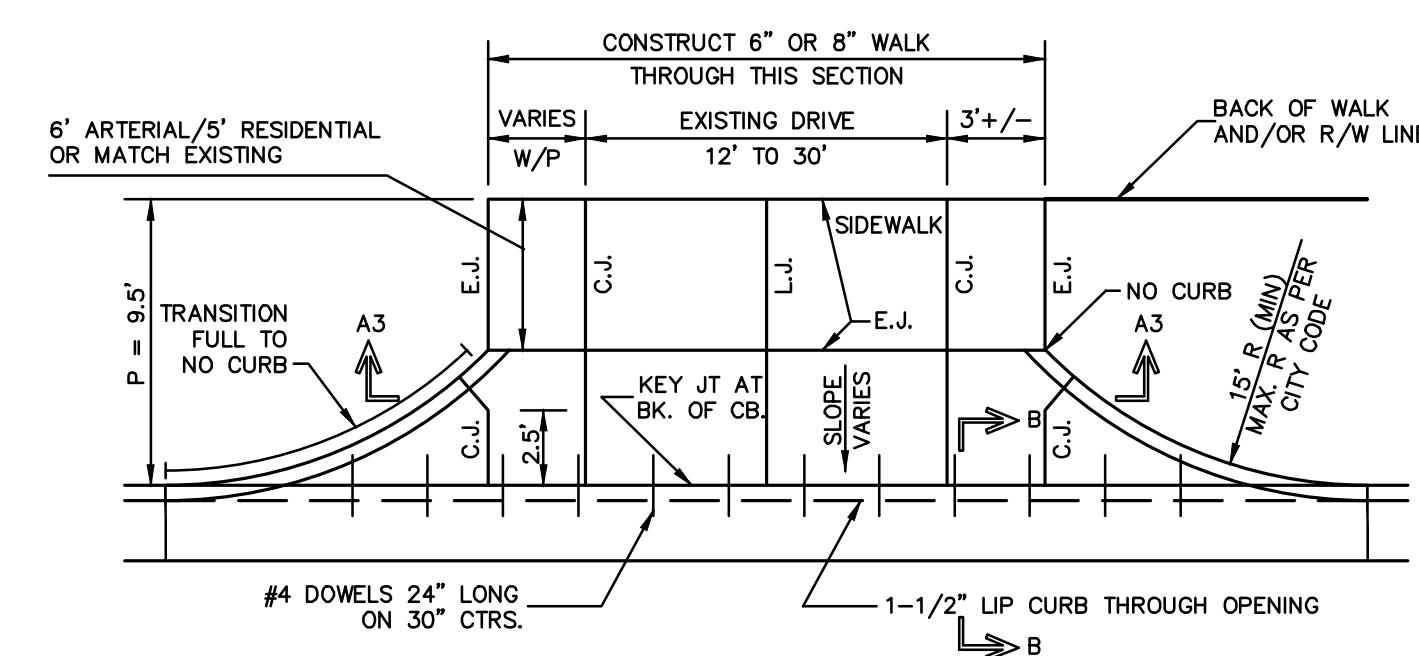 CONSTRUCT 6” OR 8” WALK
THROUGH THIS SECTION
VARIES
W/P
EXISTING DRIVE
12’ TO 30’
3’+/-
BACK OF WALK
AND/OR R/W LINE
6’ ARTERIAL/5’ RESIDENTIAL
OR MATCH EXISTING
SIDEWALK
E.J.
C.J.
L.J.
C.J.
E.J.
E.J.
NO CURB
P = 9.5’
TRANSITION
FULL TO
NO CURB
A3
A3
15’ R (MIN)
MAX. R AS PER
CITY CODE
KEY JT AT
BK. OF CB.
SLOPE
VARIES
B
C.J.
2.5’
C.J.
#4 DOWELS 24” LONG
ON 30” CTRS.
1-1/2” LIP CURB THROUGH OPENING
B